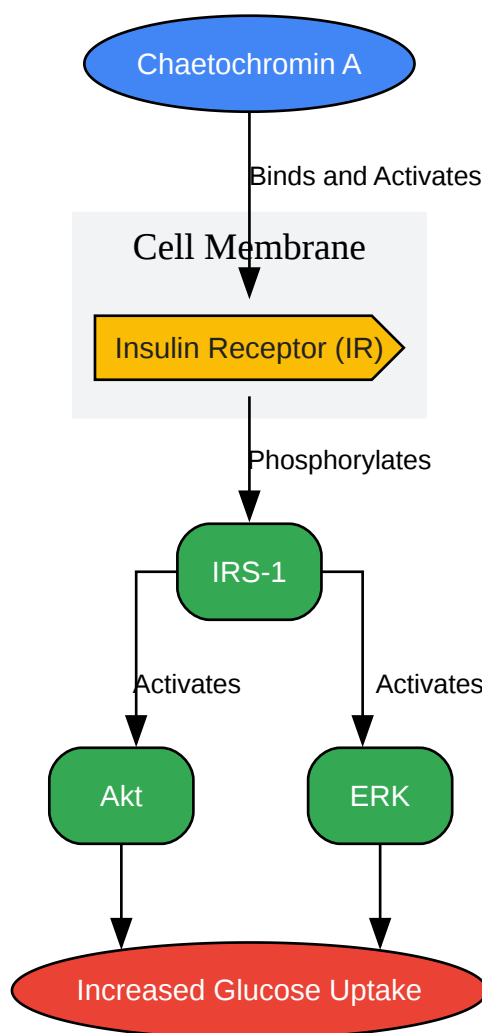 Chaetochromin A
Binds and Activates
Cell Membrane
Insulin Receptor (IR)
Phosphorylates
IRS-1
Activates
Activates
Akt
ERK
Increased Glucose Uptake